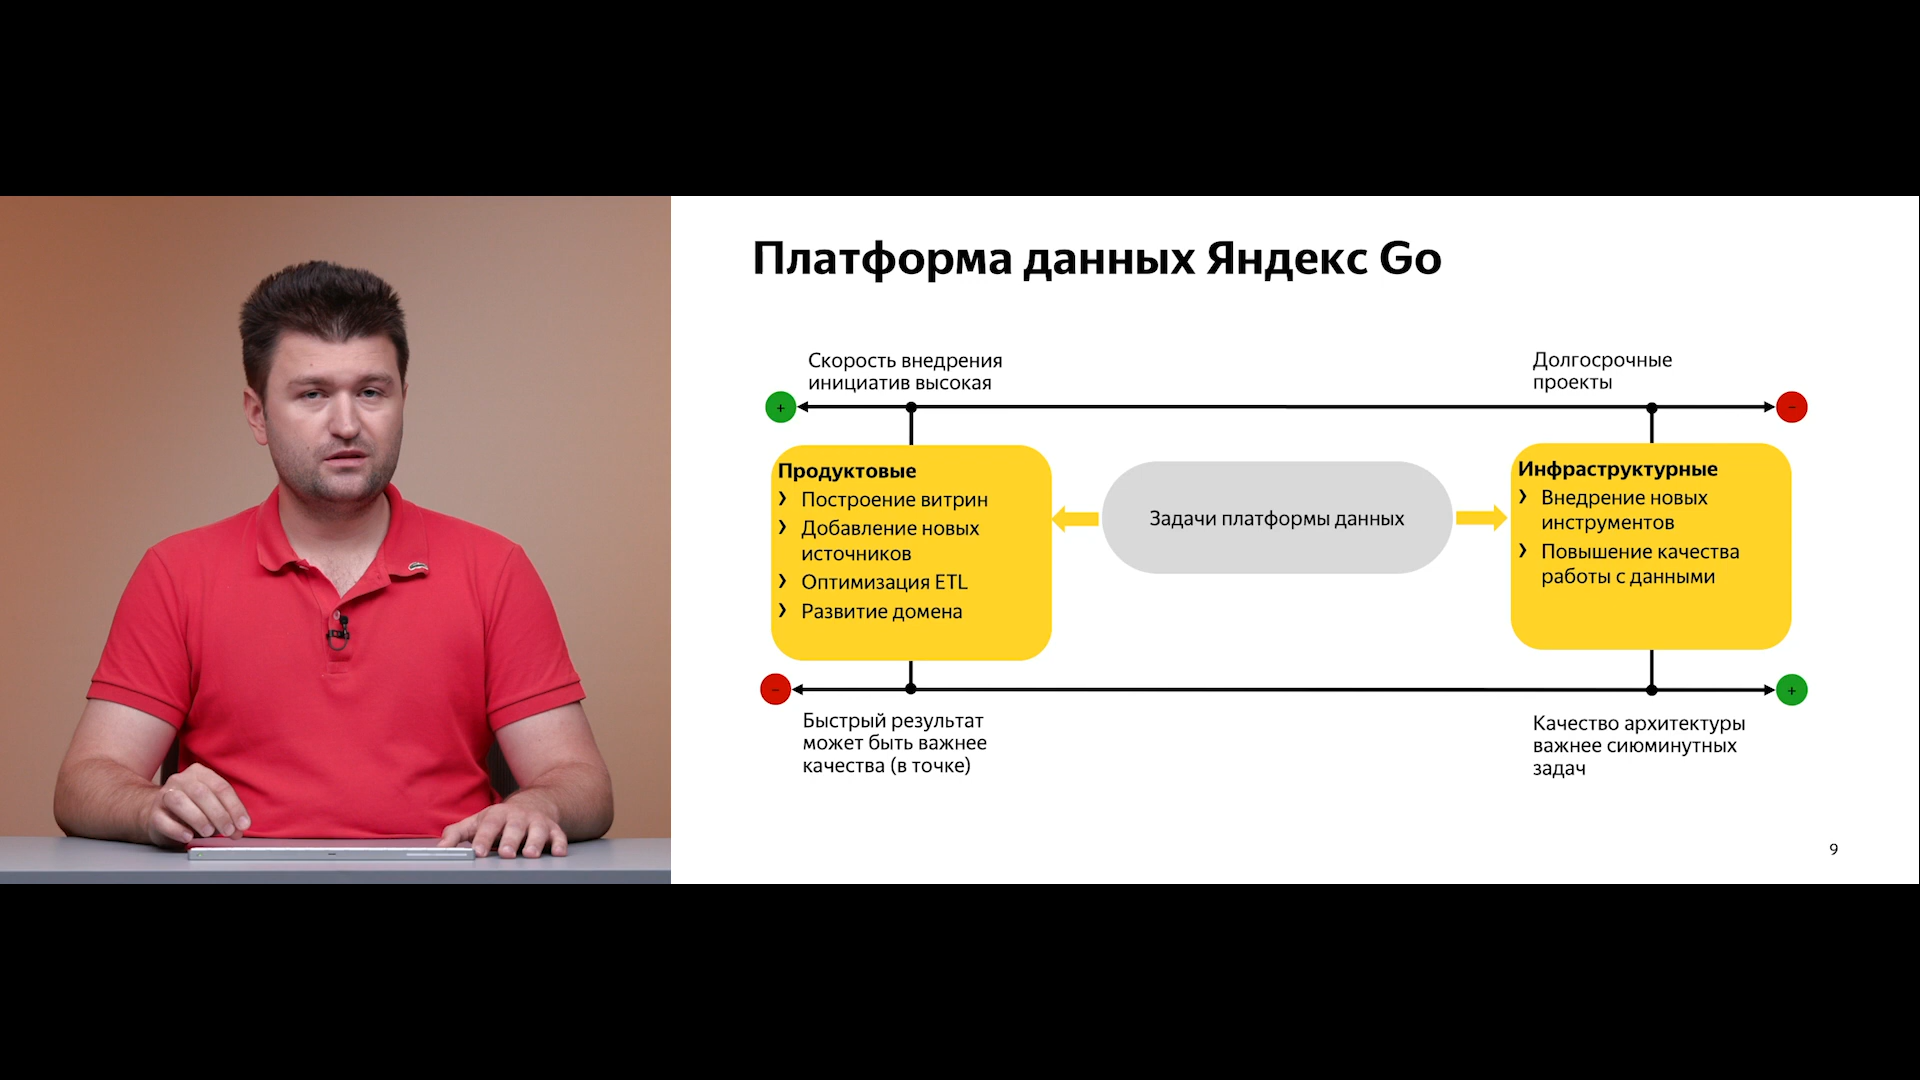 Платформа данных Яндекс Go
Скорость внедрения
инициатив высокая
Долгосрочные
проекты
+
−
Продуктовые
› Построение витрин
› Добавление новых
источников
› Оптимизация ETL
› Развитие домена
Задачи платформы данных
Инфраструктурные
› Внедрение новых
инструментов
› Повышение качества
работы с данными
−
+
Быстрый результат
может быть важнее
качества (в точке)
Качество архитектуры
важнее сиюминутных
задач
9